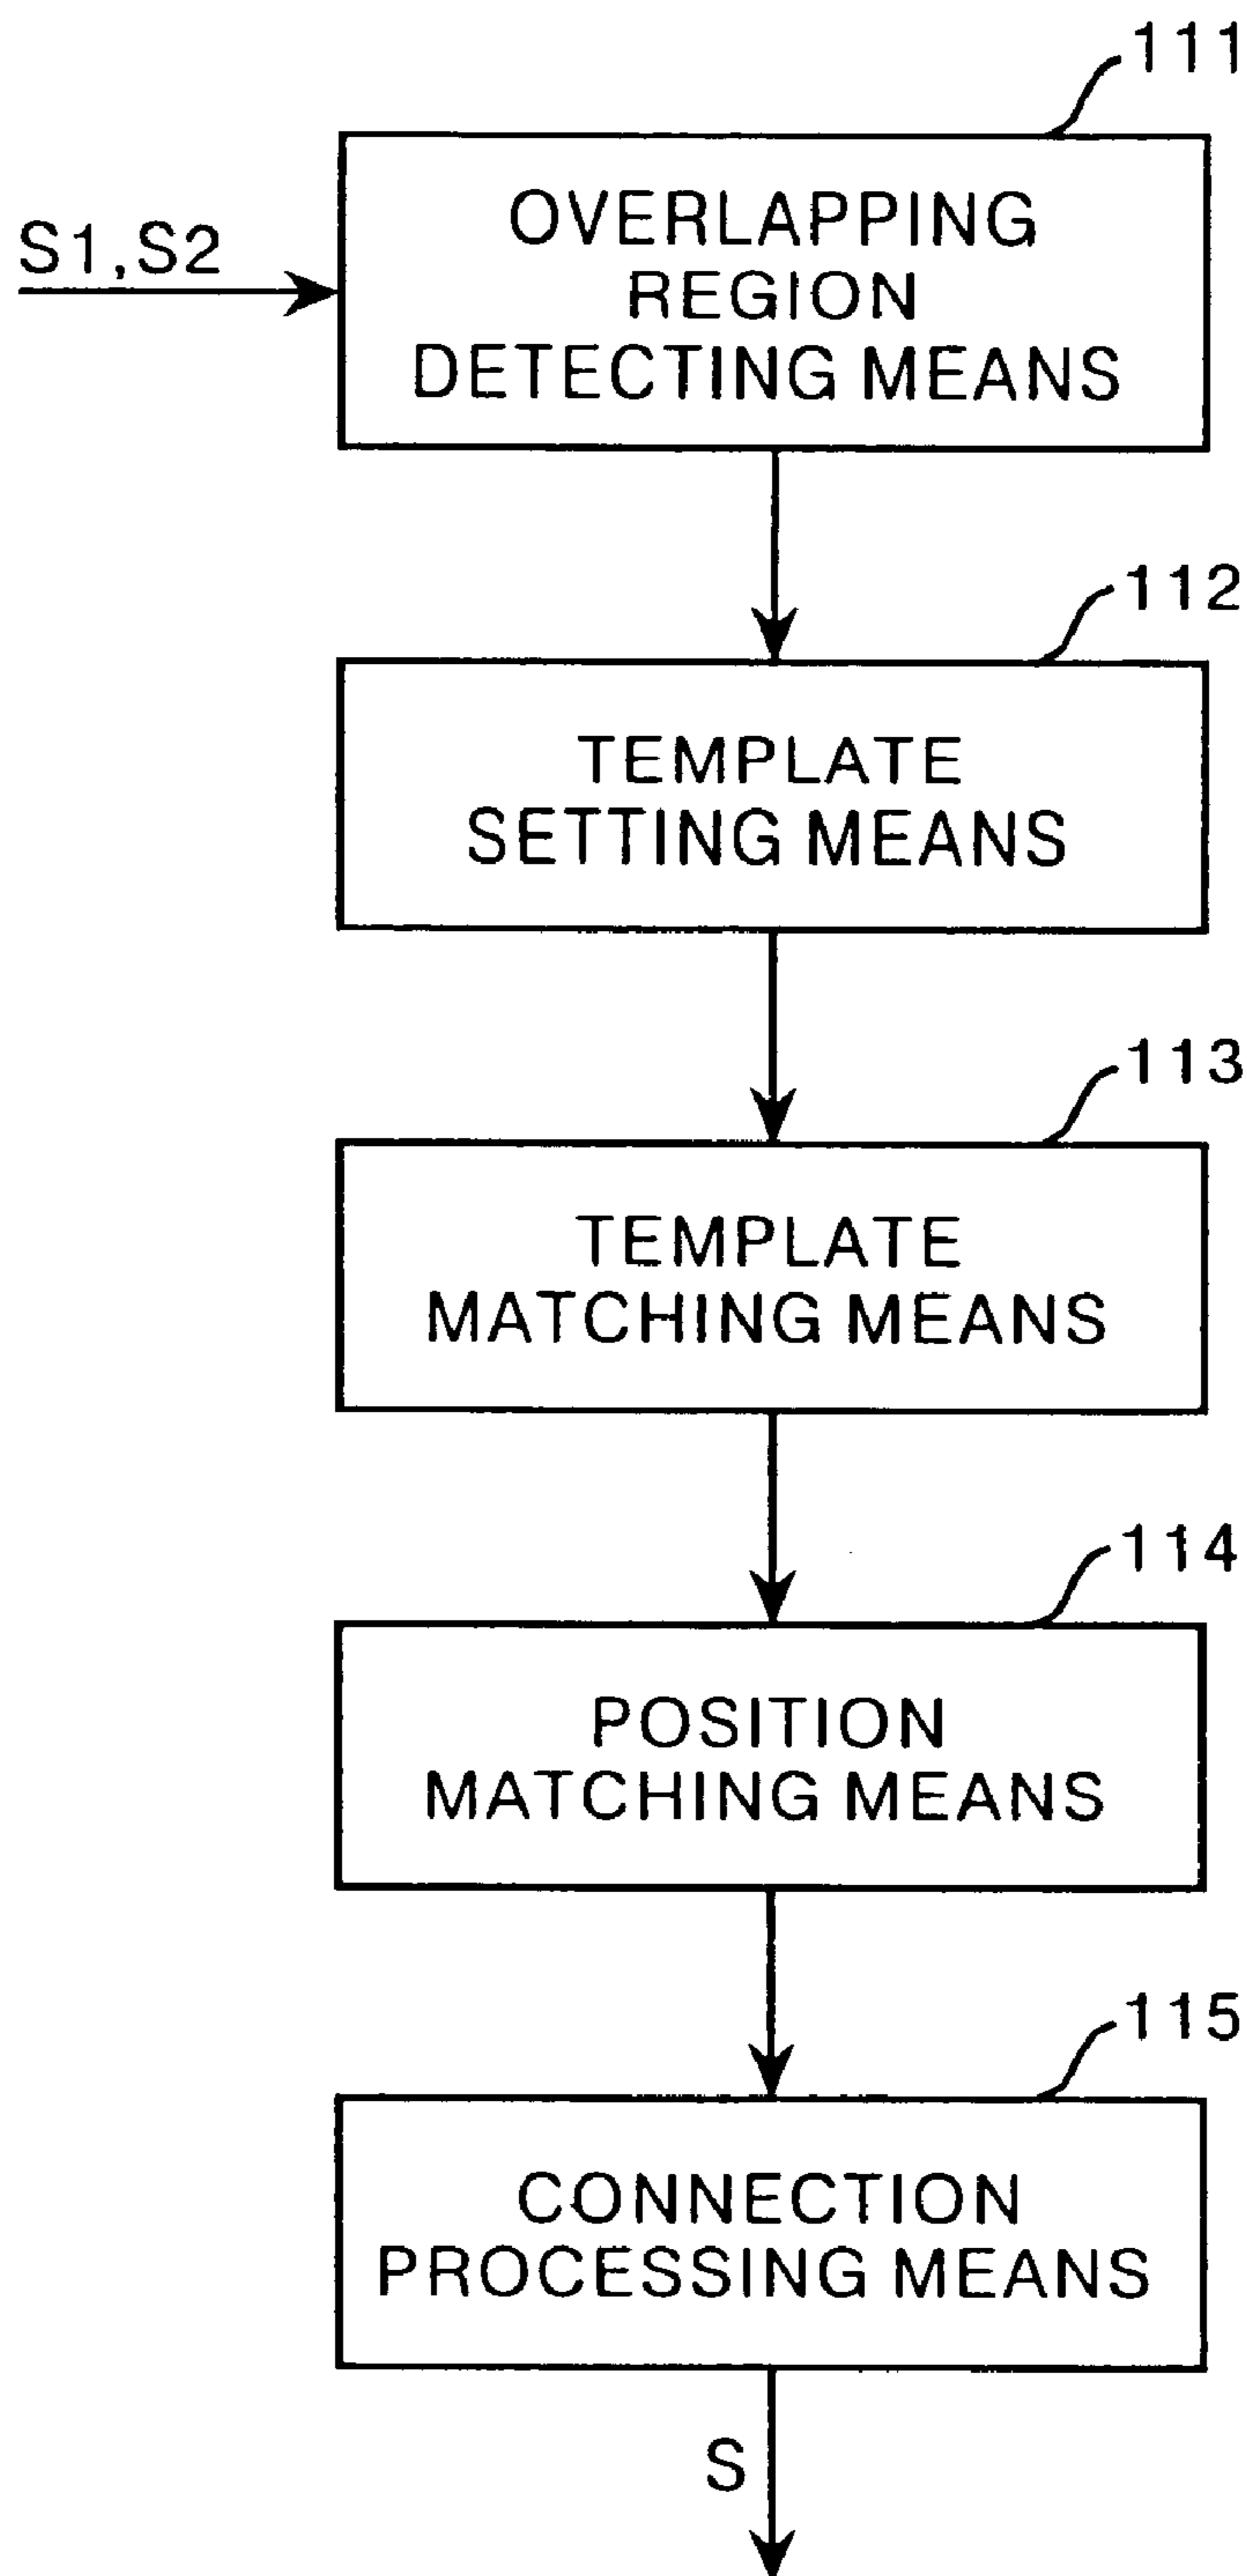 111
S1,S2
OVERLAPPING
REGION
DETECTING MEANS
112
TEMPLATE
SETTING MEANS
113
TEMPLATE
MATCHING MEANS
114
POSITION
MATCHING MEANS
115
CONNECTION
PROCESSING MEANS
S